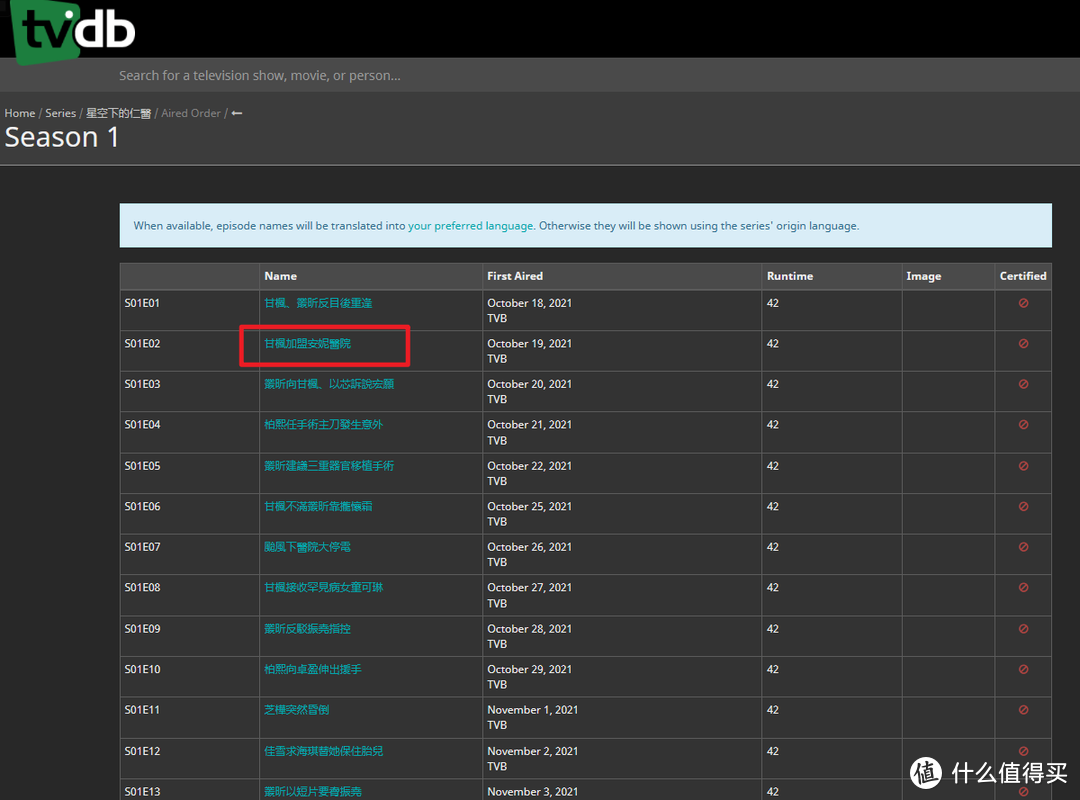 tvdb
Search for a television show, movie, or person...
Home / Series / 星空下的仁醫 / Aired Order /
Season 1
When available, episode names will be translated into your preferred language. Otherwise they will be shown using the series' origin language.
Name First Aired Runtime Image Certified
S01E01 甘楓、叢昕反目後重逢 October 18, 2021 42
TVB
S01E02 甘楓加盟安妮醫院 October 19, 2021 42
TVB
S01E03 叢昕向甘楓、以芯訴說宏願 October 20, 2021 42
TVB
S01E04 柏熙任手術主刀發生意外 October 21, 2021 42
TVB
S01E05 叢昕建議三重器官移植手術 October 22, 2021 42
TVB
S01E06 甘楓不滿叢昕靠攏懷霜 October 25, 2021 42
TVB
S01E07 颱風下醫院大停電 October 26, 2021 42
TVB
S01E08 甘楓接收罕見病女童可琳 October 27, 2021 42
TVB
S01E09 叢昕反駁振堯指控 October 28, 2021 42
TVB
S01E10 柏熙向卓盈伸出援手 October 29, 2021 42
TVB
S01E11 芝樺突然昏倒 November 1, 2021 42
TVB
S01E12 佳雪求海琪替她保住胎兒 November 2, 2021 42
TVB
S01E13 叢昕以短片要脅振堯 November 3, 2021 42
值 什么值得买